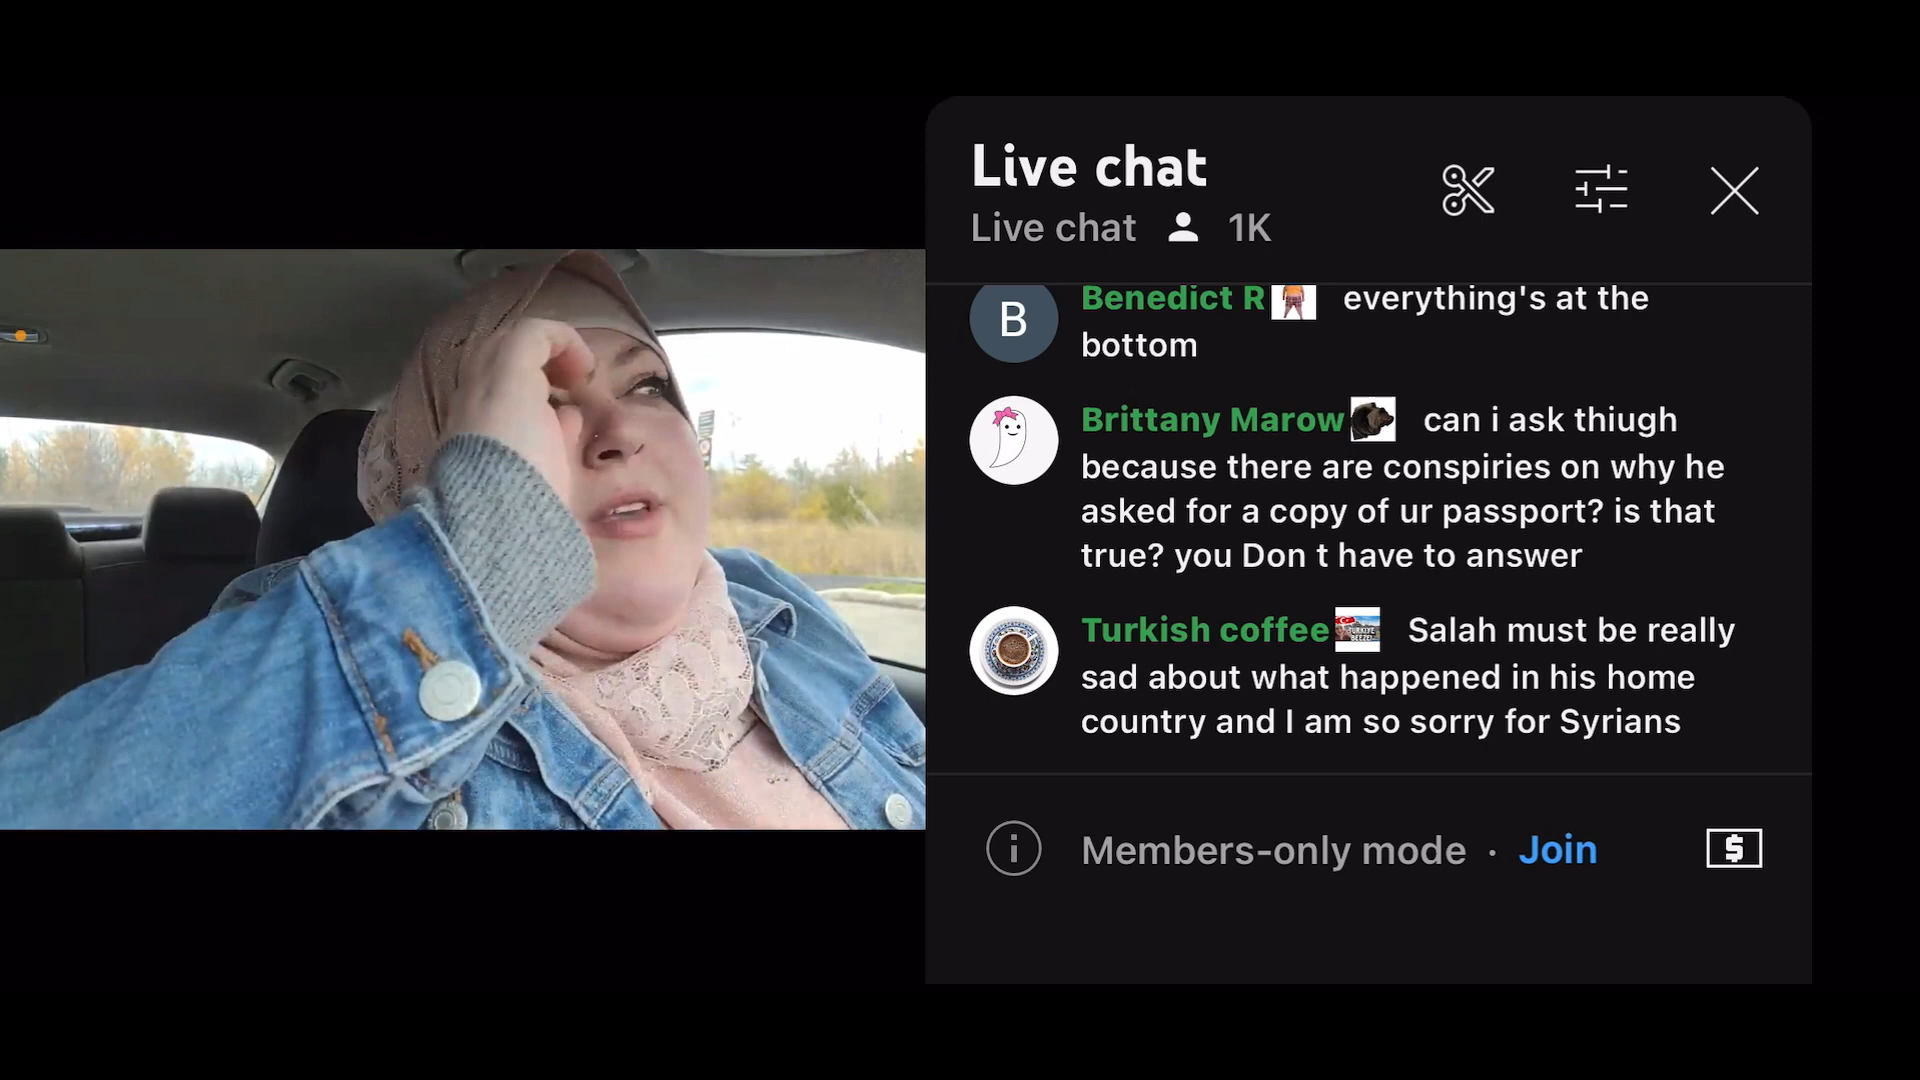 Live chat
Live chat 1K
B
Benedict R everything's at the
bottom
Brittany Marow can i ask thiugh
because there are conspiries on why he
asked for a copy of ur passport? is that
true? you Don t have to answer
Turkish coffee Salah must be really
sad about what happened in his home
country and I am so sorry for Syrians
Members-only mode · Join
$